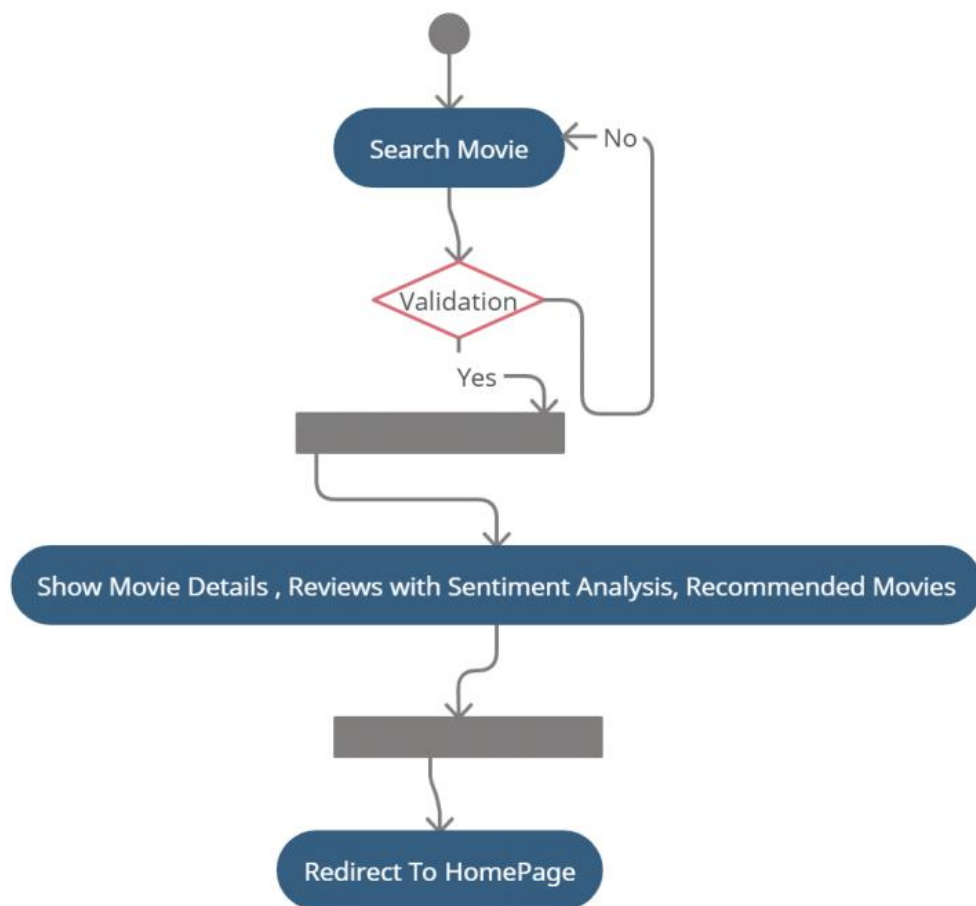 Search Movie
No
Validation
Yes
Show Movie Details , Reviews with Sentiment Analysis, Recommended Movies
Redirect To HomePage